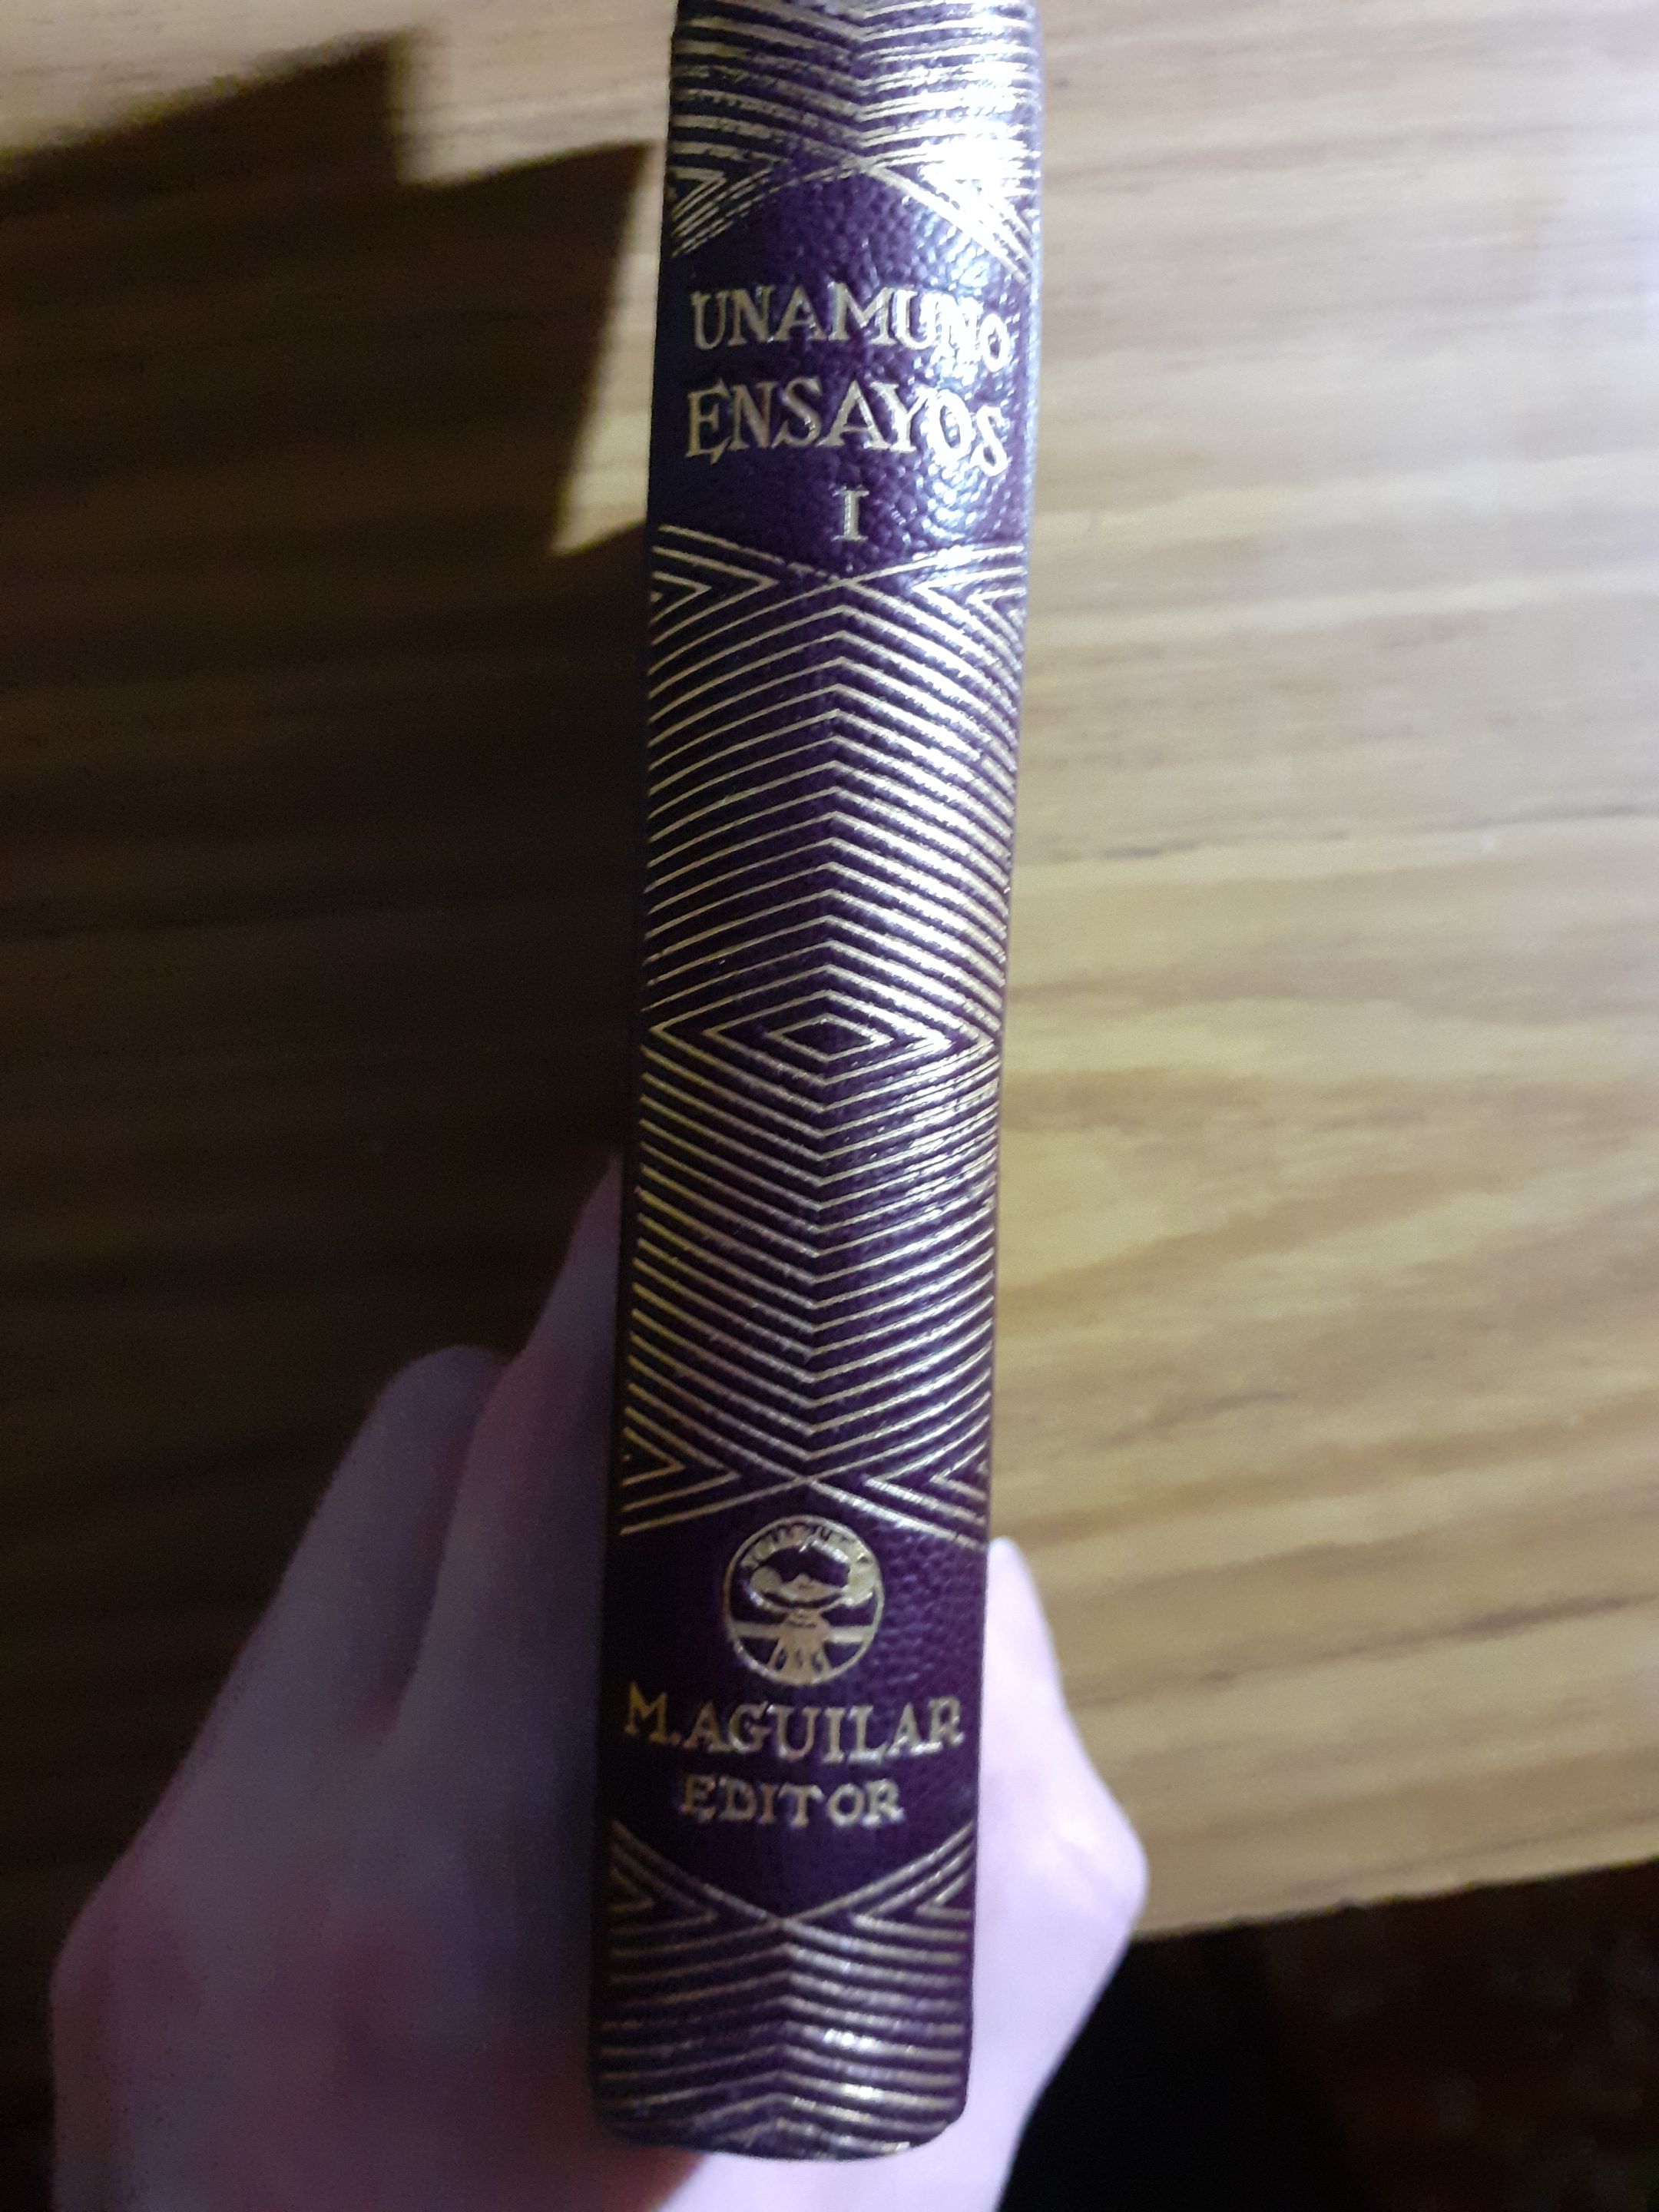 UNAMUNO
ENSAYOS
I
M. AGUILAR
EDITOR